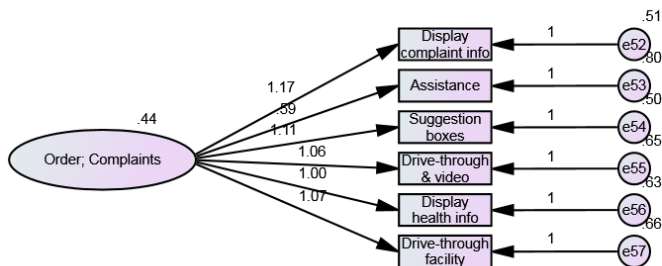 .51
Display
complaint info
1
e52
.80
1.17
Assistance
1
e53
.50
.59
.44
Suggestion
boxes
1
e54
.65
1.11
Order; Complaints
1.06
Drive-through
& video
1
e55
.63
1.00
Display
health info
1
e56
.66
1.07
Drive-through
facility
1
e57